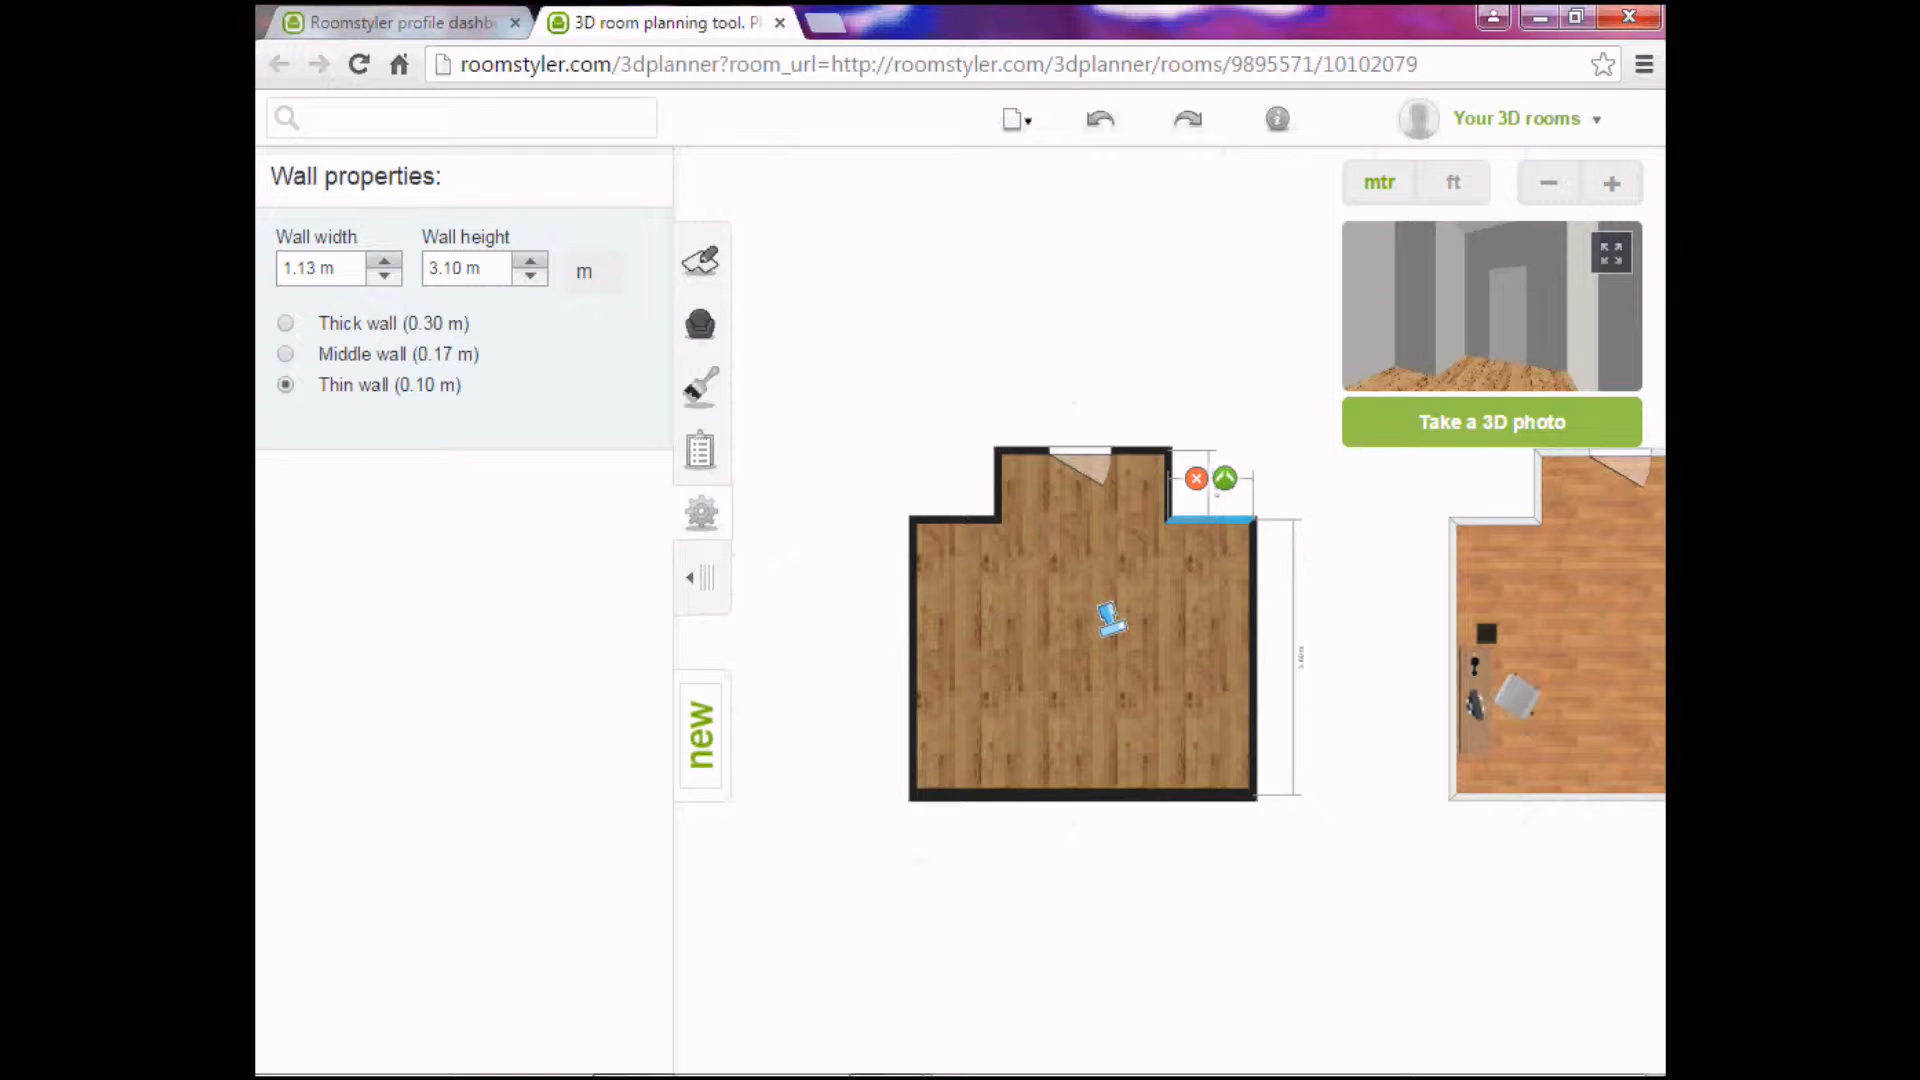 Roomstyler profile dashb
3D room planning tool. Pl
roomstyler.com/3dplanner?room_url=http://roomstyler.com/3dplanner/rooms/9895571/10102079
Your 3D rooms
Wall properties:
mtr ft
Wall width Wall height
1.13 m 3.10 m m
Thick wall (0.30 m)
Middle wall (0.17 m)
Thin wall (0.10 m)
Take a 3D photo
new